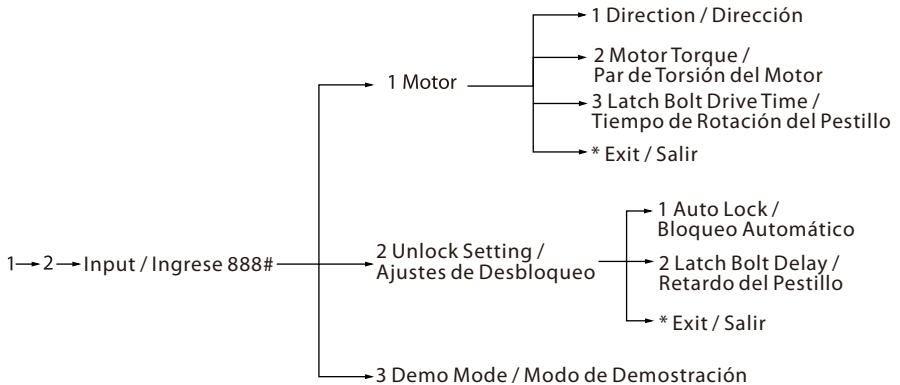 1 Direction / Dirección
2 Motor Torque /
Par de Torsión del Motor
1 Motor
3 Latch Bolt Drive Time /
Tiempo de Rotación del Pestillo
* Exit / Salir
1 Auto Lock /
Bloqueo Automático
1 2 Input / Ingrese 888#
2 Unlock Setting /
Ajustes de Desbloqueo
2 Latch Bolt Delay /
Retardo del Pestillo
* Exit / Salir
3 Demo Mode / Modo de Demostración